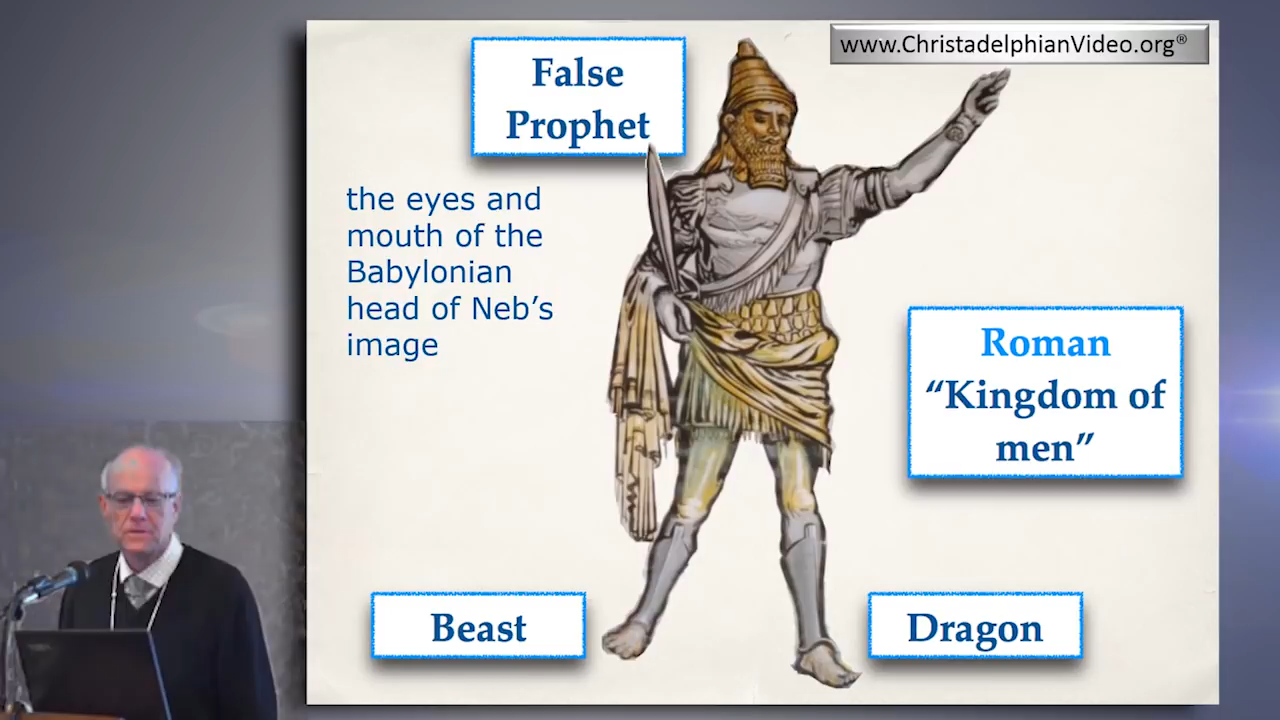 www.ChristadelphianVideo.org®
False
Prophet
the eyes and
mouth of the
Babylonian
head of Neb’s
image
Roman
“Kingdom of
men”
Beast
Dragon